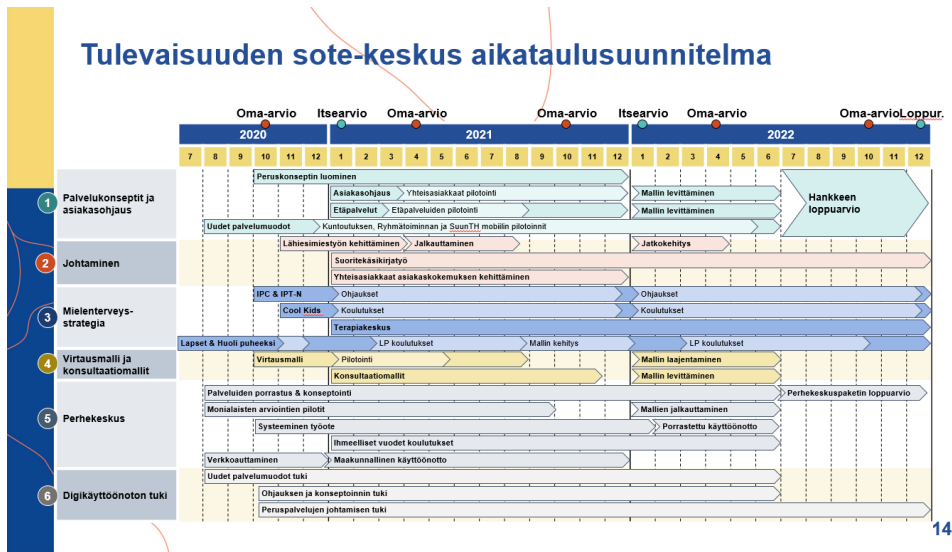 Tulevaisuuden sote-keskus aikataulusuunnitelma
Oma-arvio Itsearvio Oma-arvio Oma-arvio Itsearvio Oma-arvio Oma-arvio Loppur.
2020 2021 2022
7 8 9 10 11 12 1 2 3 4 5 6 7 8 9 10 11 12 1 2 3 4 5 6 7 8 9 10 11 12
1 Palvelukonseptit ja asiakasohjaus
Peruskonseptin luominen
Asiakasohjaus Yhteisasiakkaat pilotointi Mallin levittäminen
Etäpalvelut Etäpalveluiden pilotointi Mallin levittäminen
Uudet palvelumuodot Kuntoutuksen, Ryhmätoiminnan ja SuunTH mobiilin pilotoinnit
Hankkeen loppuarvio
2 Johtaminen
Lähiesimiestyön kehittäminen Jalkauttaminen Jatkokehitys
Suoritekäsikirjatyö
Yhteisasiakkaat asiakaskokemuksen kehittäminen
3 Mielenterveys-strategia
IPC & IPT-N Ohjaukset Ohjaukset
Cool Kids Koulutukset Koulutukset
Terapiakeskus
Lapset & Huoli puheeksi LP koulutukset Mallin kehitys LP koulutukset
4 Virtausmalli ja konsultaatiomallit
Virtausmalli Pilotointi Mallin laajentaminen
Konsultaatiomallit Mallin levittäminen
5 Perhekeskus
Palveluiden porrastus & konseptointi Perhekeskuspaketin loppuarvio
Monialaisten arviointien pilotit Mallien jalkauttaminen
Systeeminen työote Porrastettu käyttöönotto
Ihmeelliset vuodet koulutukset
Verkkoauttaminen Maakunnallinen käyttöönotto
6 Digikäyttöönoton tuki
Uudet palvelumuodot tuki
Ohjauksen ja konseptoinnin tuki
Peruspalvelujen johtamisen tuki
14